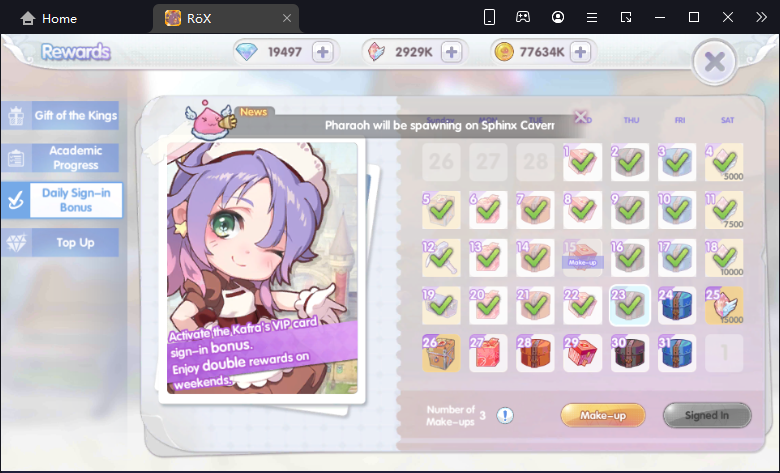 Home
RöX
Rewards
19497
2929K
77634K
News
Pharaoh will be spawning on Sphinx Cavern
Gift of the Kings
Academic
Progress
Daily Sign-in
Bonus
Top Up
Activate the Kafra's VIP card
sign-in bonus.
Enjoy double rewards on
weekends.
THU
FRI
SAT
26 27 28 1 2 3 4
5000
5 6 7 8 9 10 11
7500
12 13 14 15 16 17 18
Make-up
10000
19 20 21 22 23 24 25
15000
26 27 28 29 30 31 1
Number of
Make-ups 3
Make-up
Signed In